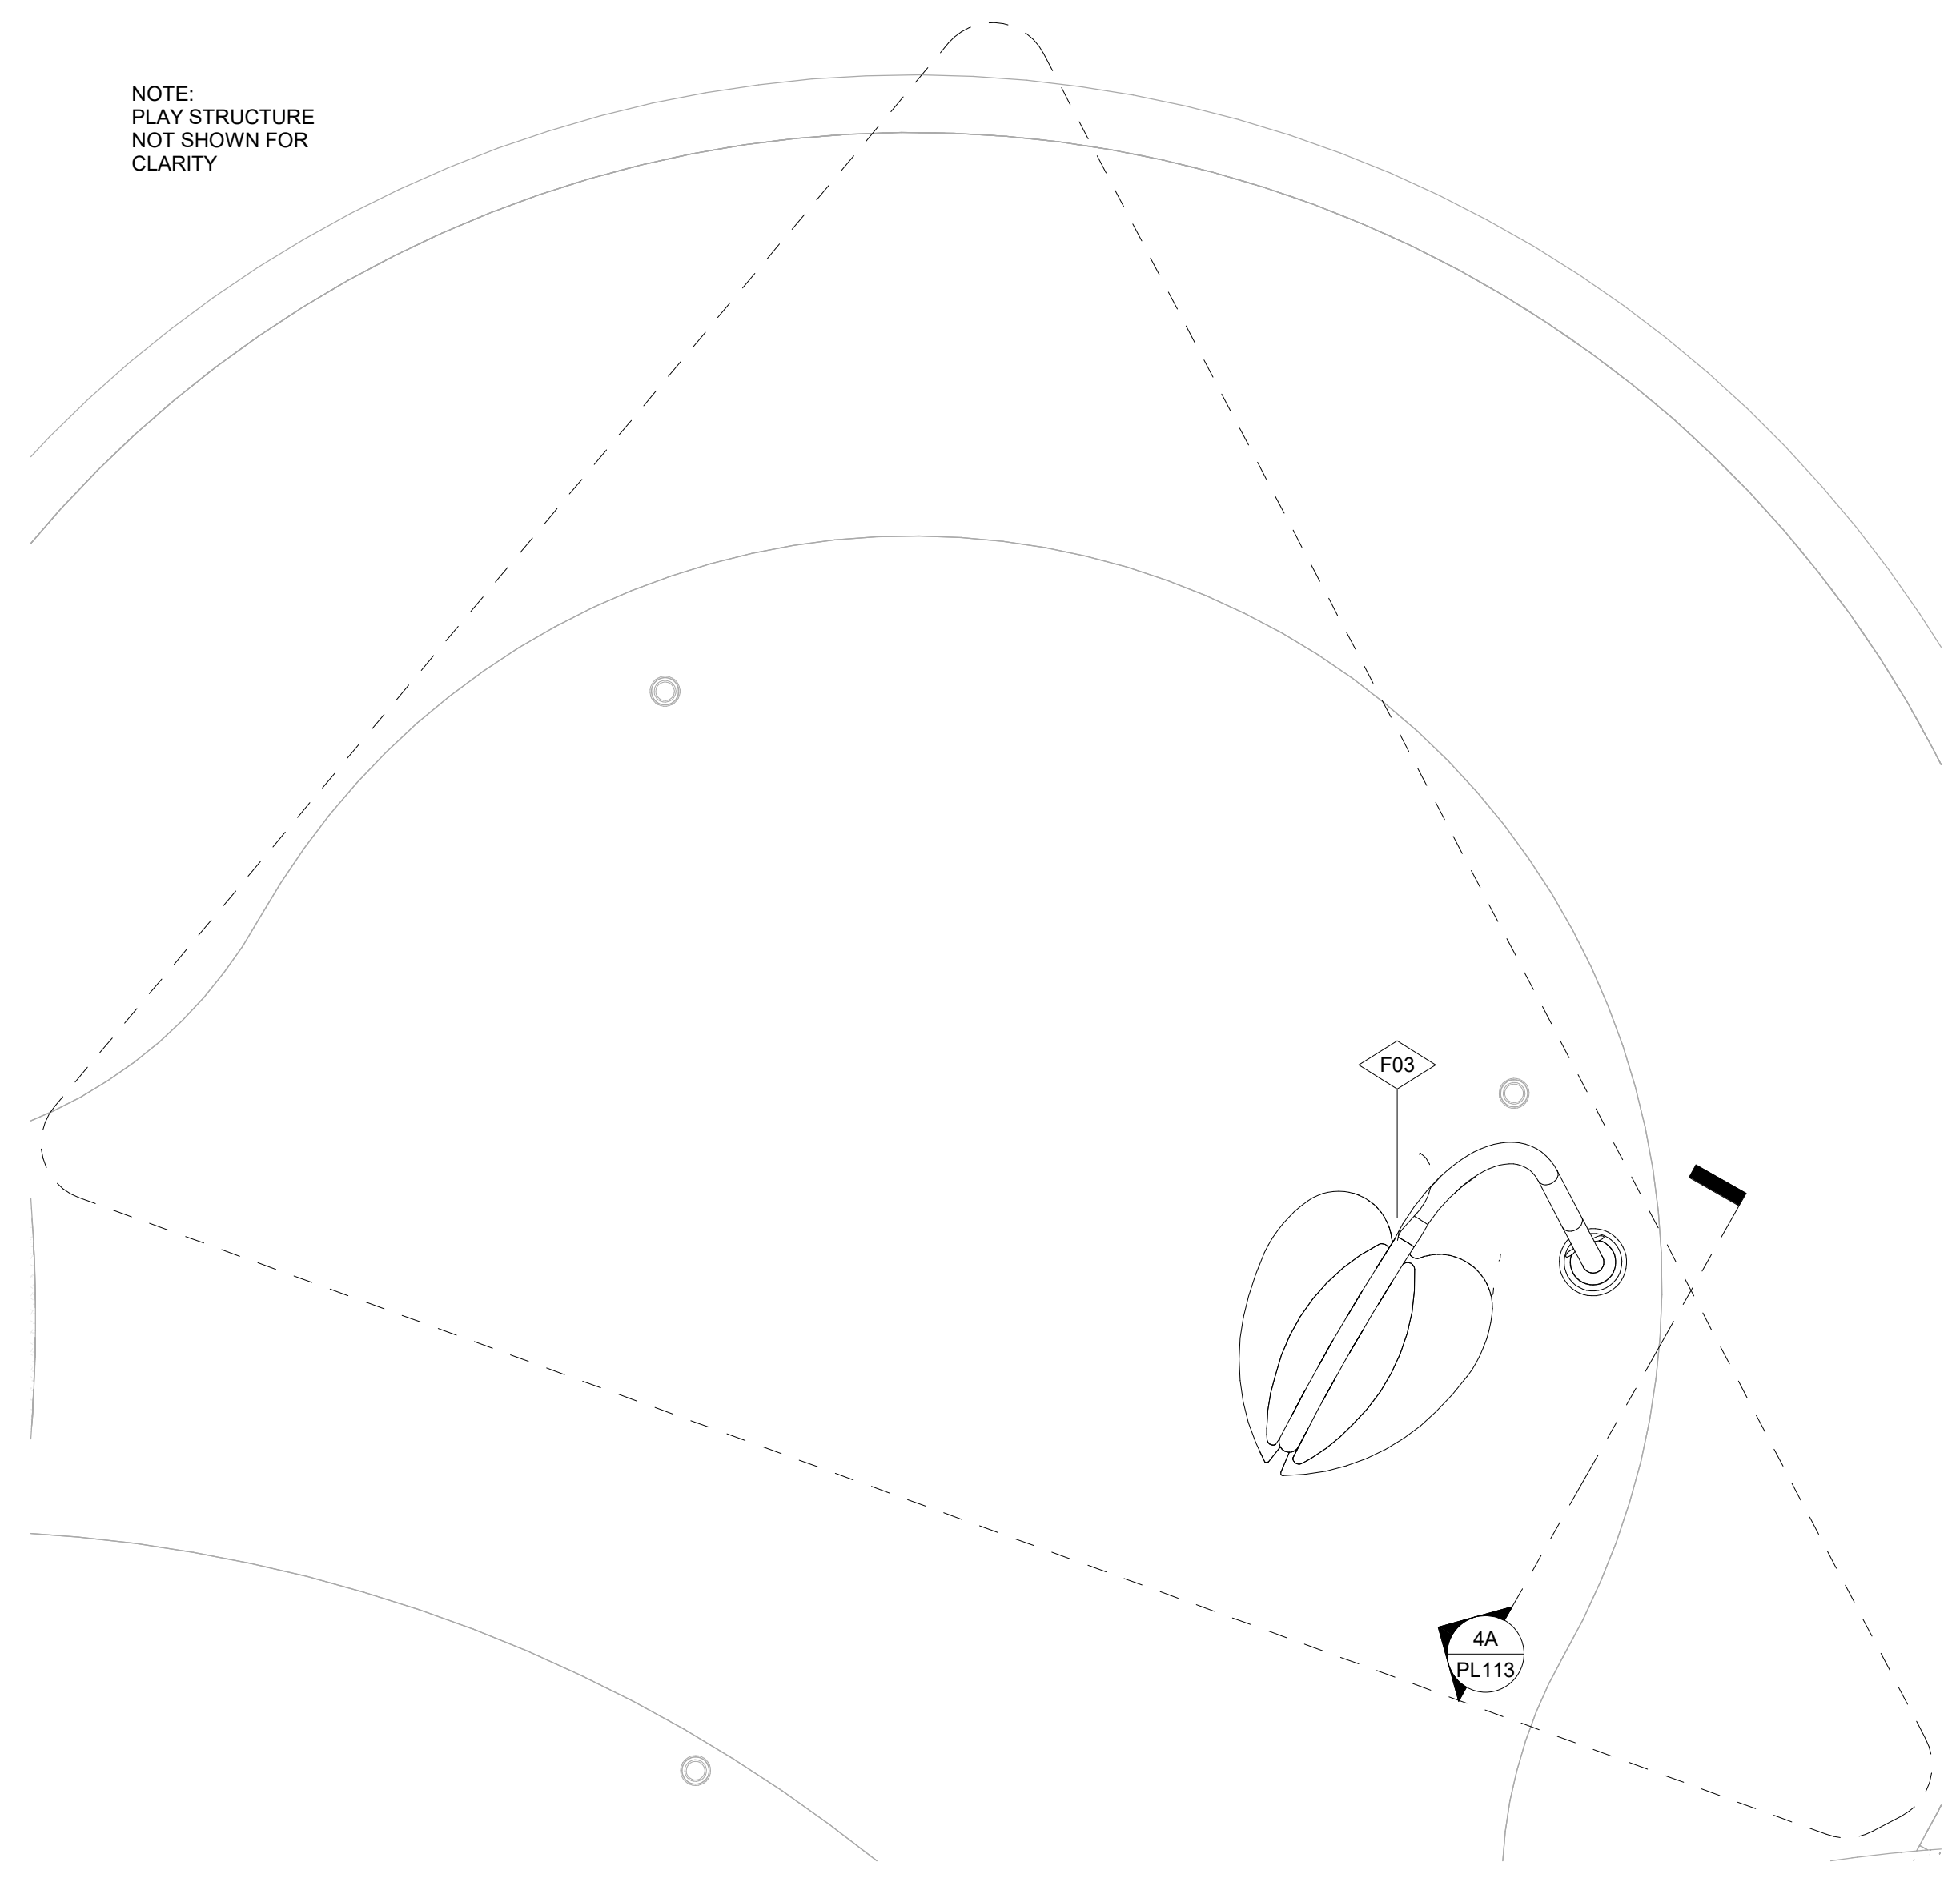 NOTE:
PLAY STRUCTURE
NOT SHOWN FOR
CLARITY
F03
4A
PL113